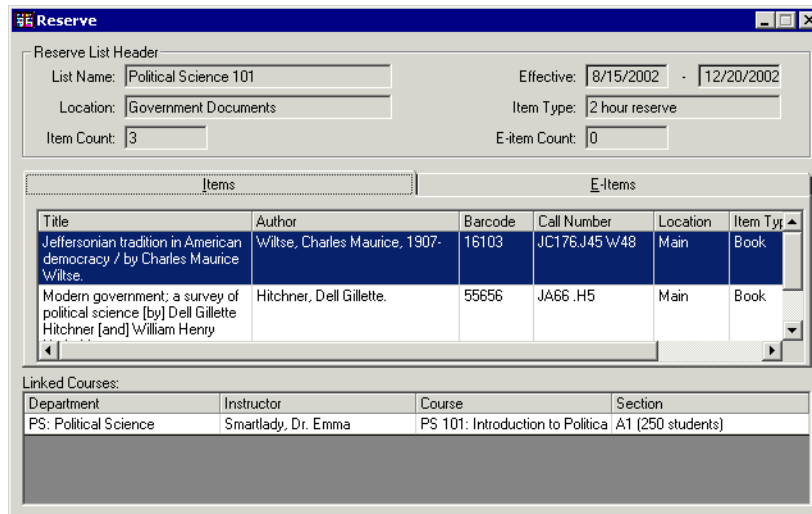 Reserve
Reserve List Header
List Name: Political Science 101 Effective: 8/15/2002 - 12/20/2002
Location: Government Documents Item Type: 2 hour reserve
Item Count: 3 E-item Count: 0
Items E-Items
Title Author Barcode Call Number Location Item Typ
Jeffersonian tradition in American Wiltse, Charles Maurice, 1907- 16103 JC176.J45 W48 Main Book
democracy / by Charles Maurice
Wiltse.
Modern government; a survey of Hitchner, Dell Gillette. 55656 JA66 .H5 Main Book
political science [by] Dell Gillette
Hitchner [and] William Henry
Linked Courses:
Department Instructor Course Section
PS: Political Science Smartlady, Dr. Emma PS 101: Introduction to Politica A1 (250 students)